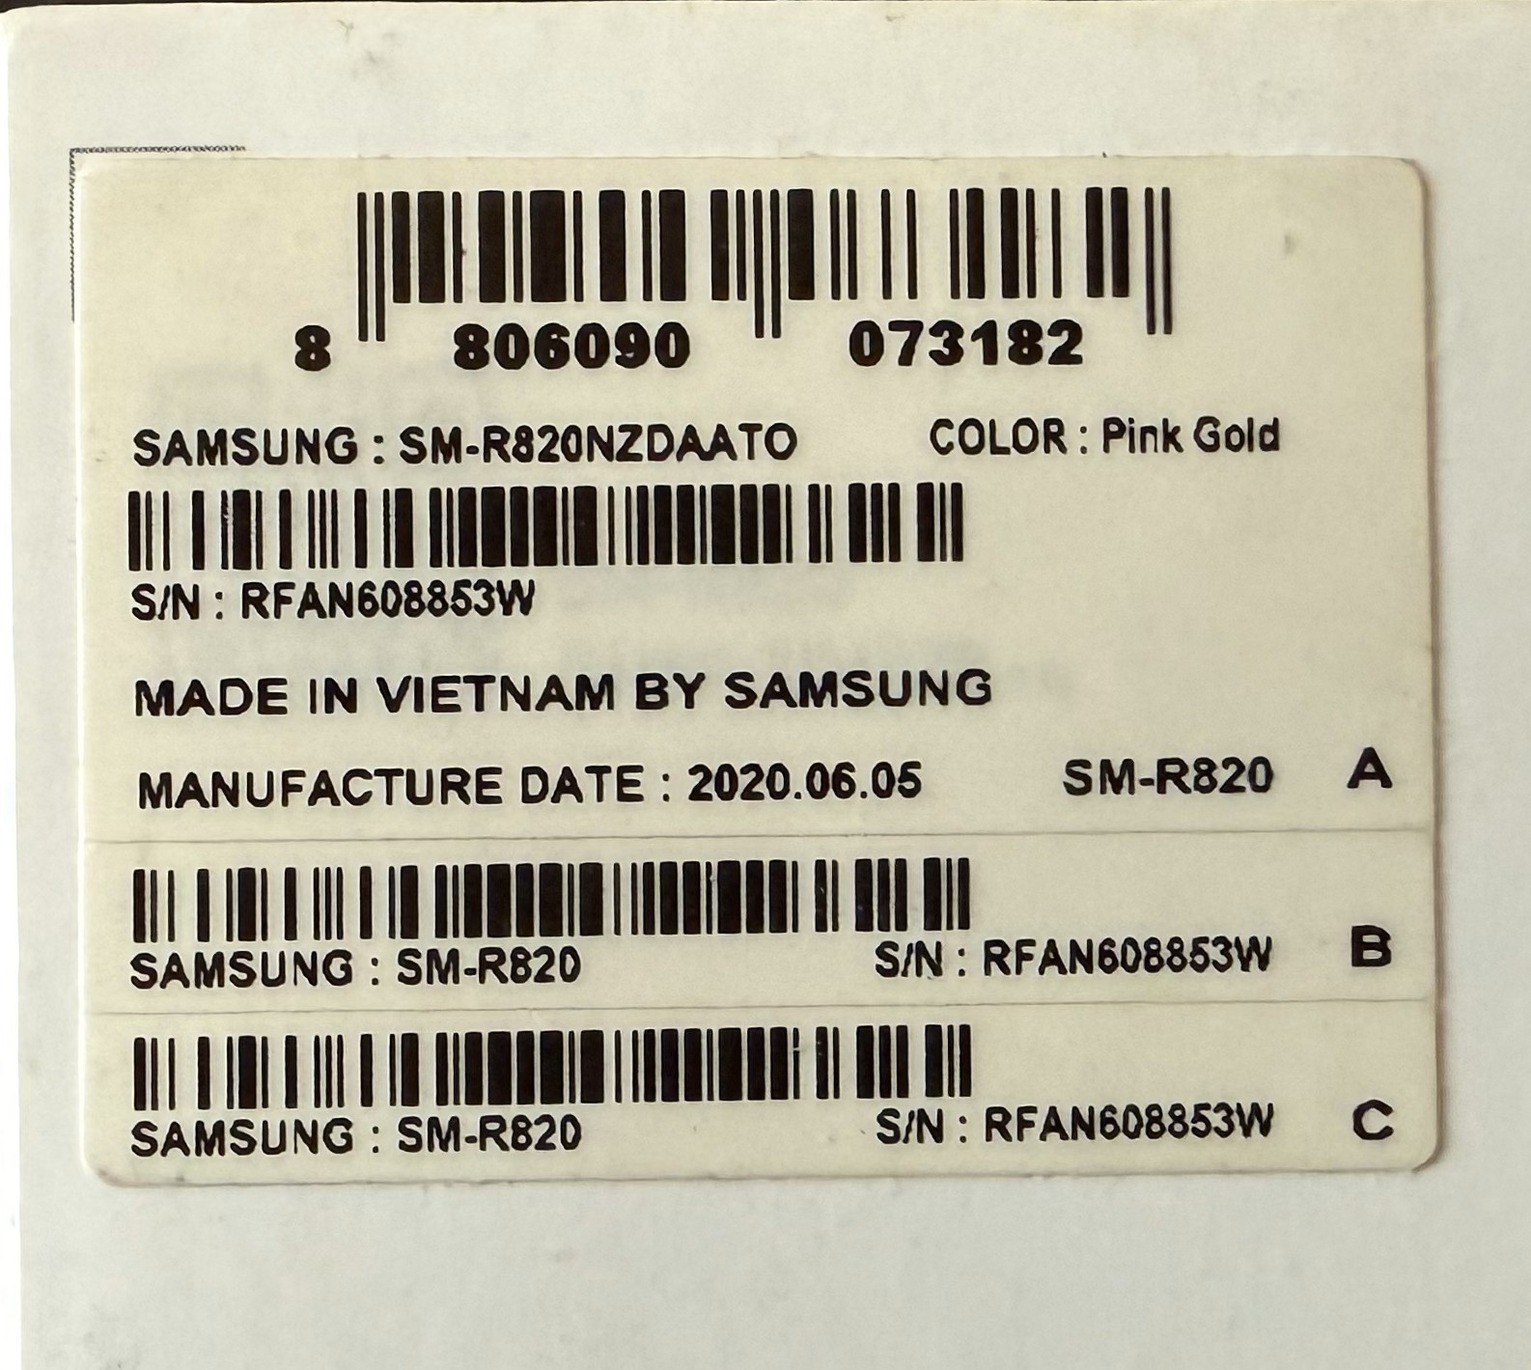 8 806090 073182
SAMSUNG : SM-R820NZDAATO COLOR : Pink Gold
S/N : RFAN608853W
MADE IN VIETNAM BY SAMSUNG
MANUFACTURE DATE : 2020.06.05 SM-R820 A
SAMSUNG : SM-R820 S/N : RFAN608853W B
SAMSUNG : SM-R820 S/N : RFAN608853W C